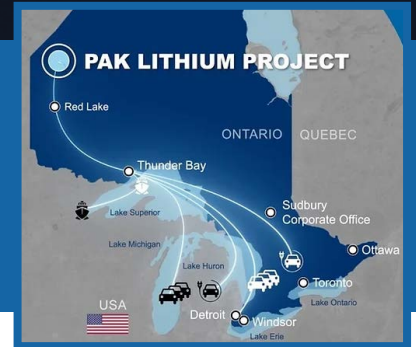 PAK LITHIUM PROJECT
Red Lake
ONTARIO
QUEBEC
Thunder Bay
Lake Superior
Sudbury
Corporate Office
Lake Michigan
Ottawa
Lake Huron
Toronto
USA
Lake Ontario
Detroit
Windsor
Lake Erie